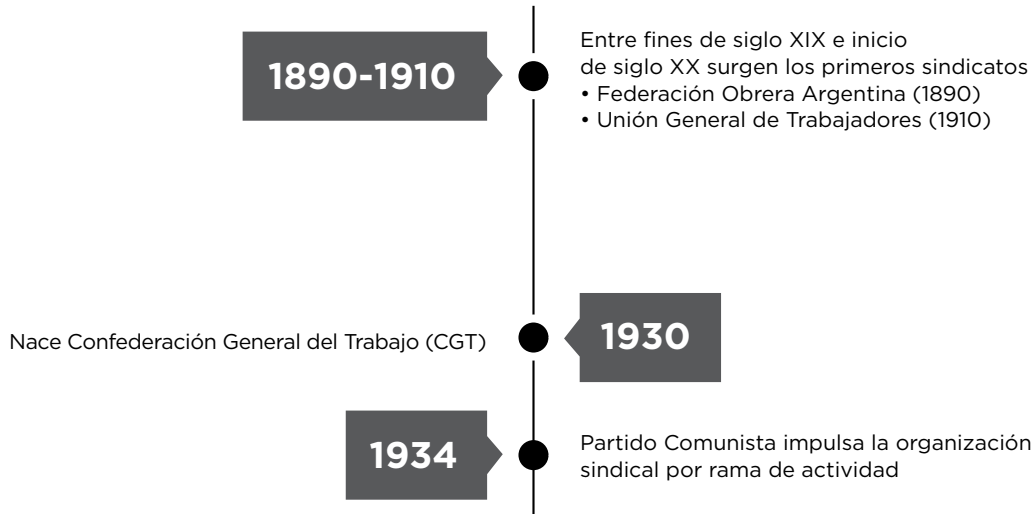 1890-1910
Entre fines de siglo XIX e inicio
de siglo XX surgen los primeros sindicatos
• Federación Obrera Argentina (1890)
• Unión General de Trabajadores (1910)
Nace Confederación General del Trabajo (CGT)
1930
1934
Partido Comunista impulsa la organización
sindical por rama de actividad